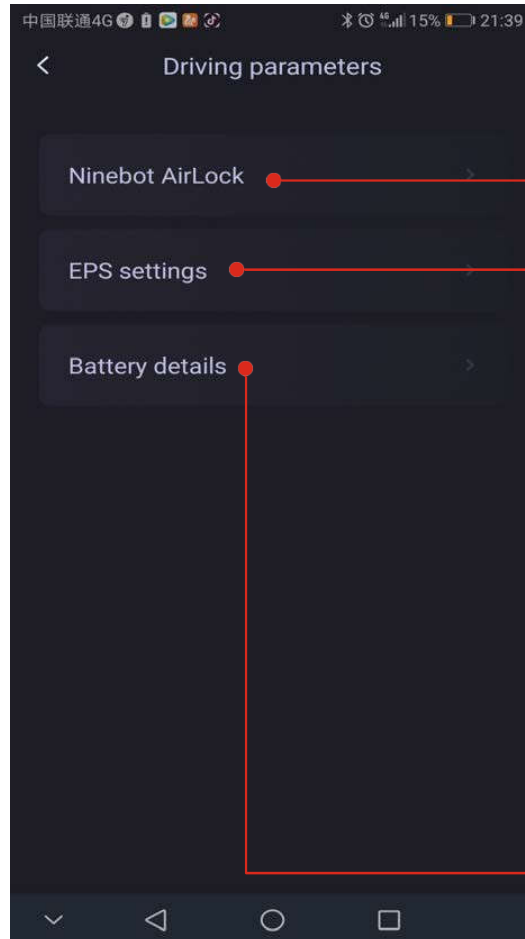 中国联通4G 15% 21:39
Driving parameters
Ninebot AirLock
EPS settings
Battery details